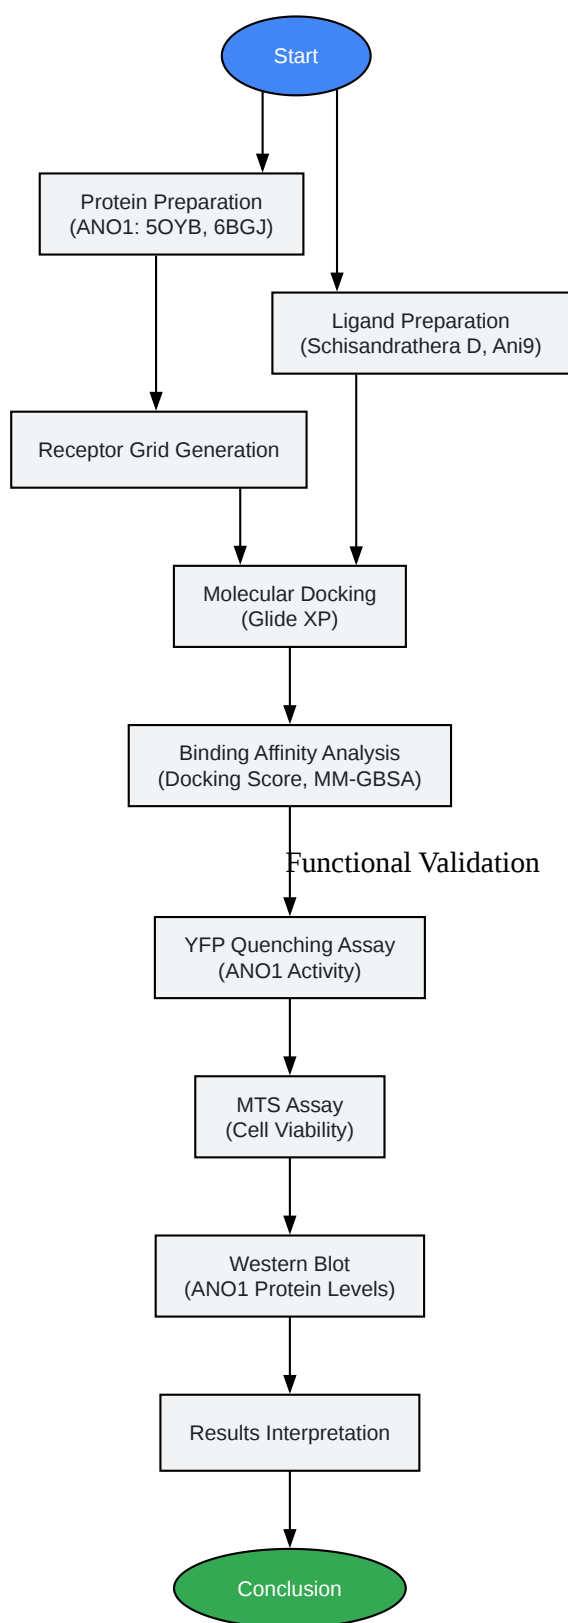 Start
Protein Preparation
(ANO1: 5OYB, 6BGJ)
Ligand Preparation
(Schisandrathera D, Ani9)
Receptor Grid Generation
Molecular Docking
(Glide XP)
Binding Affinity Analysis
(Docking Score, MM-GBSA)
Functional Validation
YFP Quenching Assay
(ANO1 Activity)
MTS Assay
(Cell Viability)
Western Blot
(ANO1 Protein Levels)
Results Interpretation
Conclusion